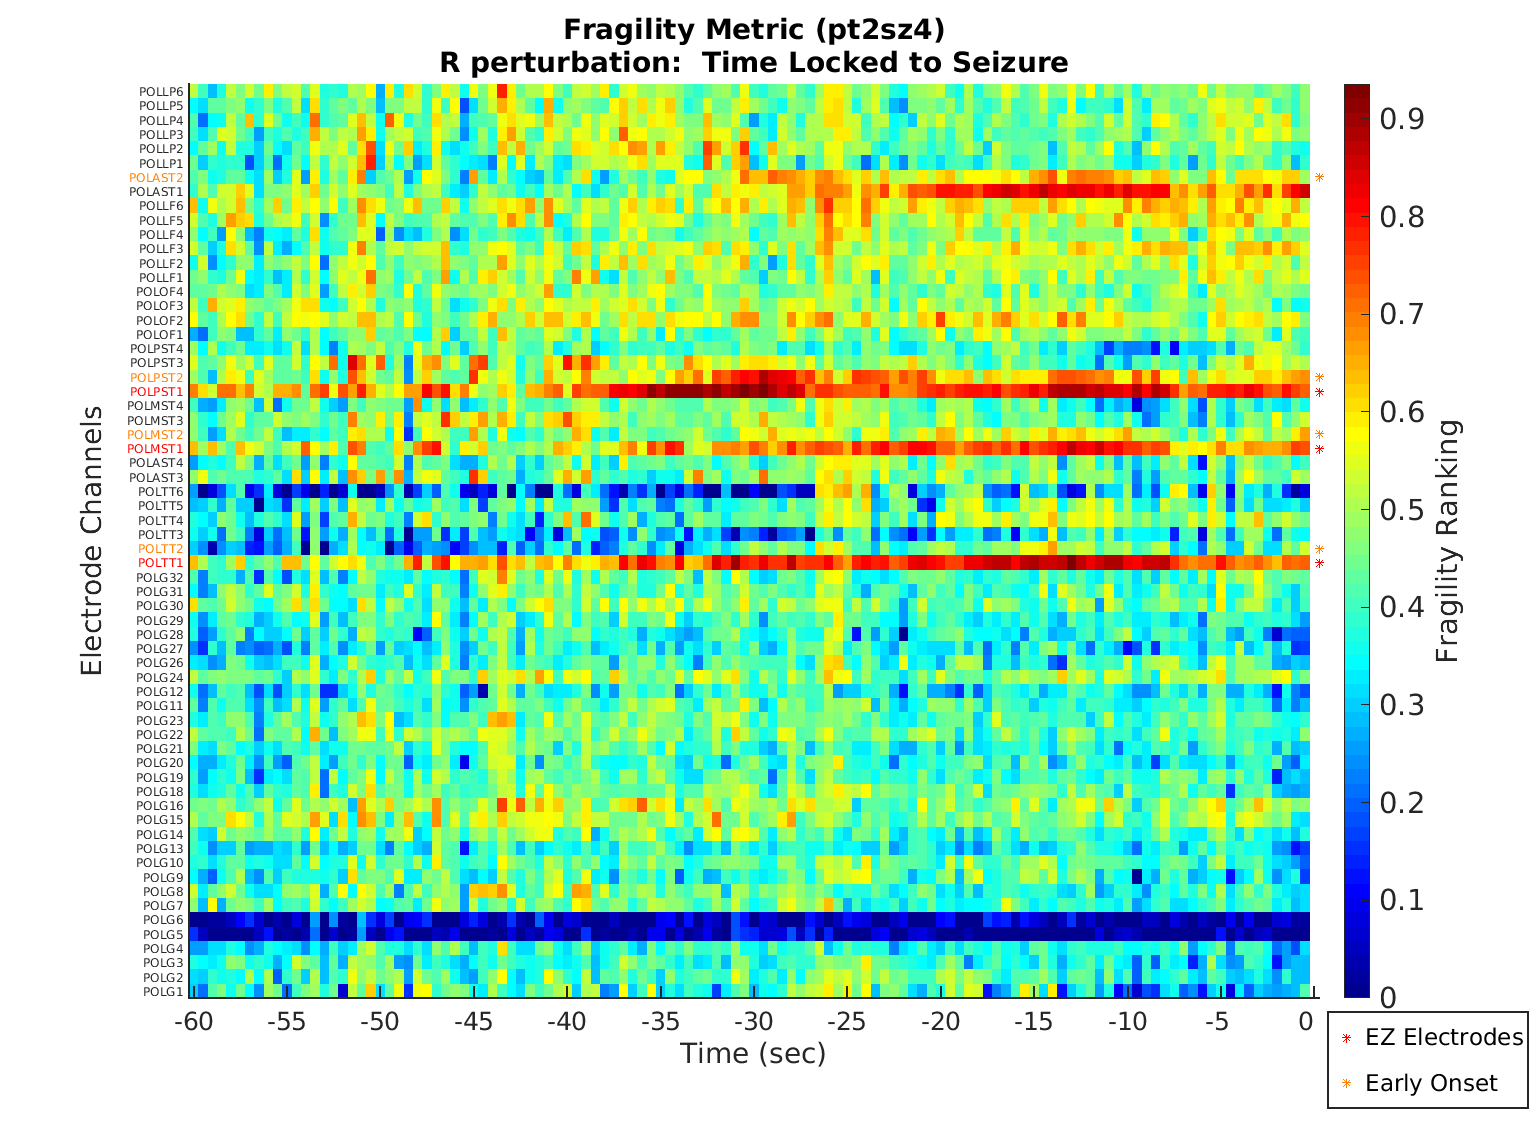 Fragility Metric (pt2sz4)
R perturbation:  Time Locked to Seizure
Electrode Channels
POLLP6
POLLP5
POLLP4
POLLP3
POLLP2
POLLP1
POLAST2
POLAST1
POLLF6
POLLF5
POLLF4
POLLF3
POLLF2
POLLF1
POLOF4
POLOF3
POLOF2
POLOF1
POLPST4
POLPST3
POLPST2
POLPST1
POLMST4
POLMST3
POLMST2
POLMST1
POLAST4
POLAST3
POLTT6
POLTT5
POLTT4
POLTT3
POLTT2
POLTT1
POLG32
POLG31
POLG30
POLG29
POLG28
POLG27
POLG26
POLG24
POLG12
POLG11
POLG23
POLG22
POLG21
POLG20
POLG19
POLG18
POLG16
POLG15
POLG14
POLG13
POLG10
POLG9
POLG8
POLG7
POLG6
POLG5
POLG4
POLG3
POLG2
POLG1
-60 -55 -50 -45 -40 -35 -30 -25 -20 -15 -10 -5 0
Time (sec)
0.9
0.8
0.7
0.6
0.5
0.4
0.3
0.2
0.1
0
Fragility Ranking
EZ Electrodes
Early Onset